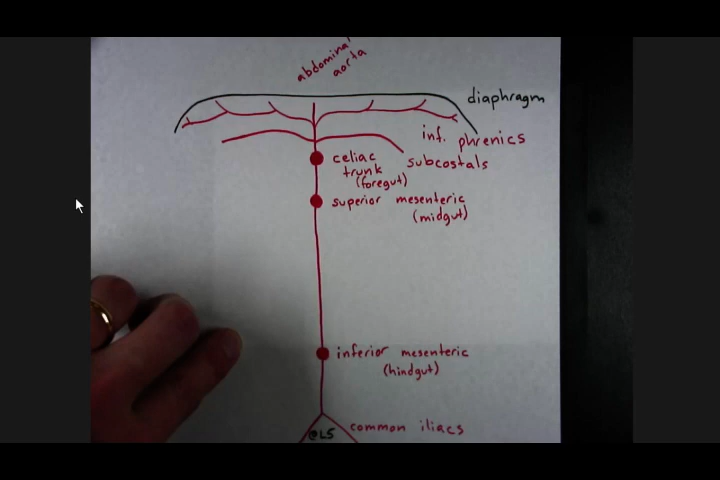 abdominal
aorta
diaphragm
inf. phrenics
subcostals
celiac
trunk
(foregut)
superior mesenteric
(midgut)
inferior mesenteric
(hindgut)
common iliacs
@L5